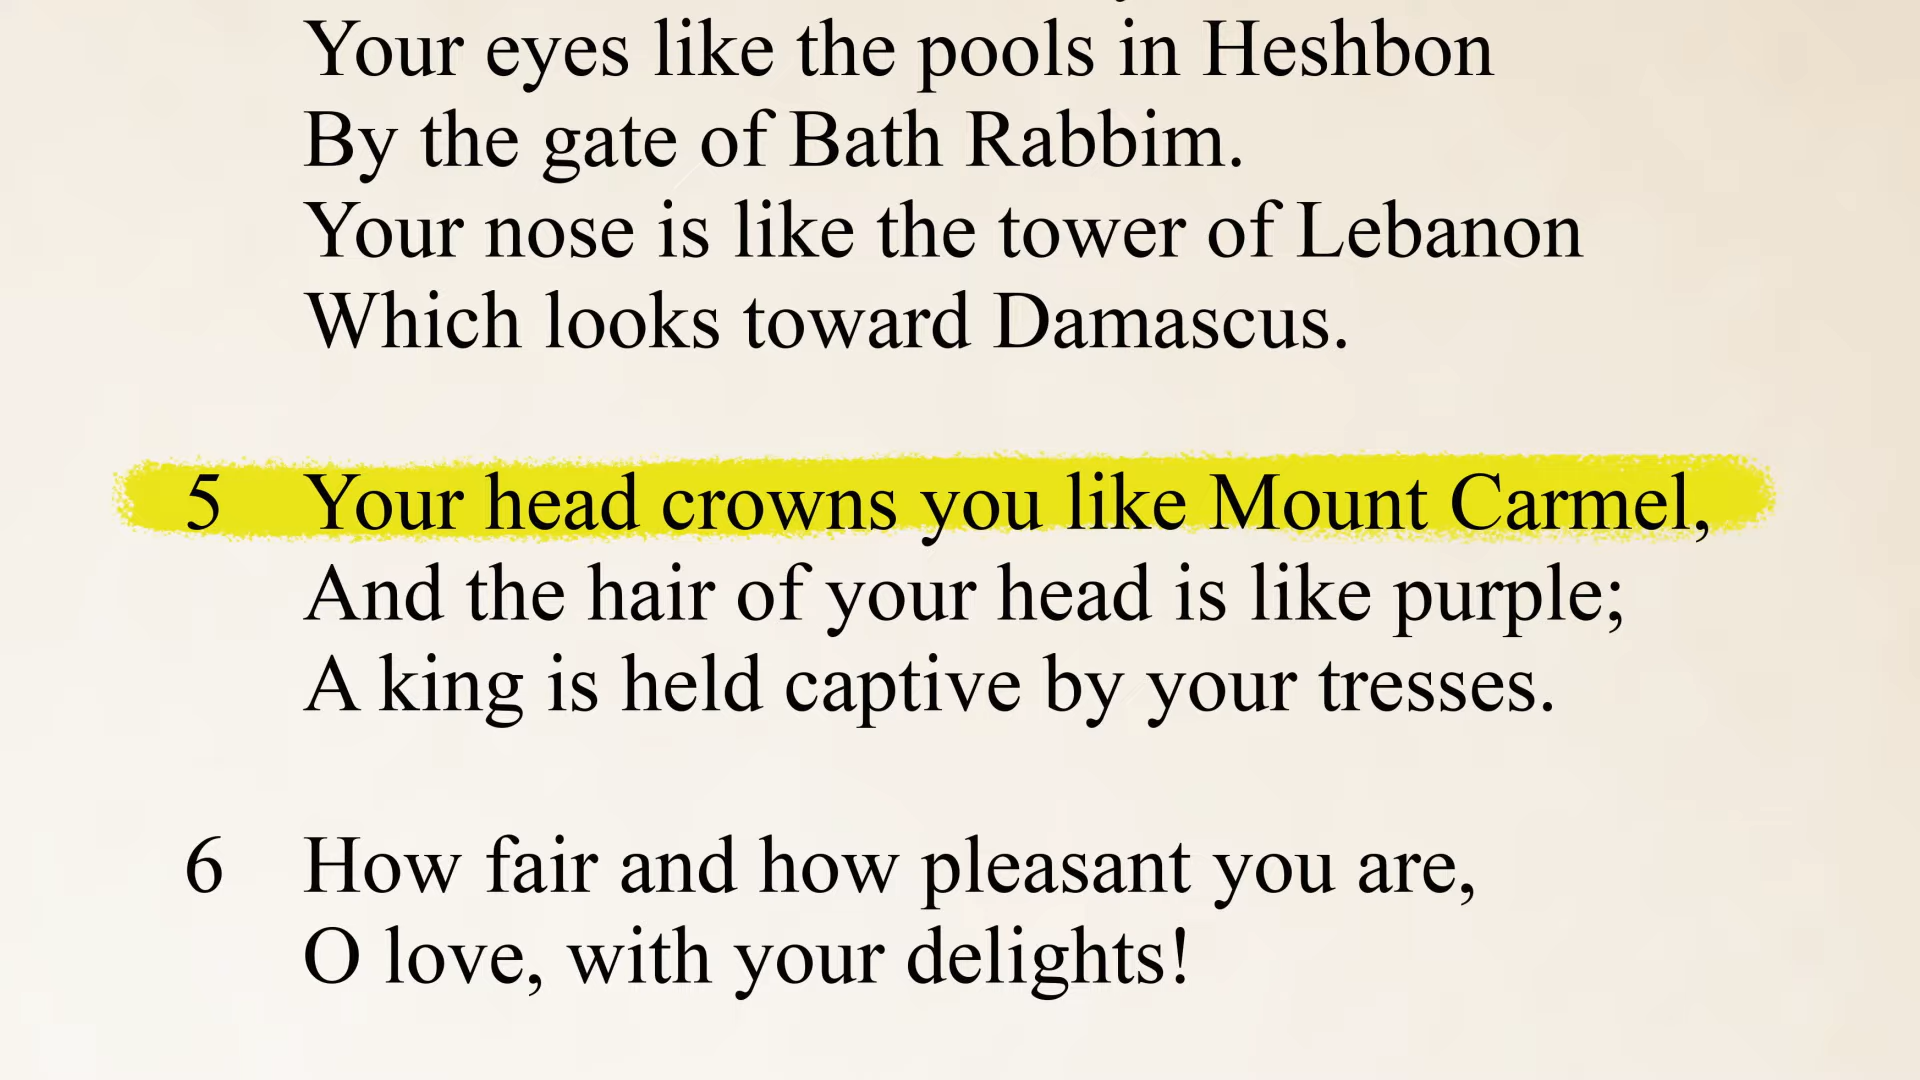 Your eyes like the pools in Heshbon
By the gate of Bath Rabbim.
Your nose is like the tower of Lebanon
Which looks toward Damascus.
5 Your head crowns you like Mount Carmel,
And the hair of your head is like purple;
A king is held captive by your tresses.
6 How fair and how pleasant you are,
O love, with your delights!